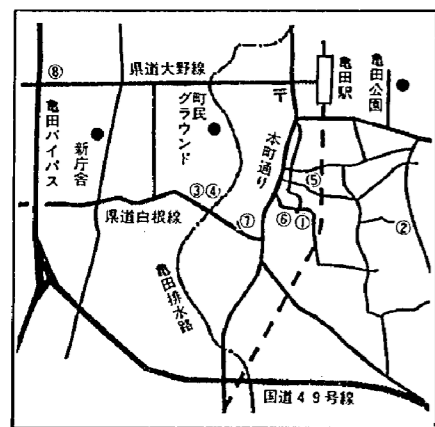 ⑧
県道大野線
〒
亀田駅
亀田公園
亀田バイパス
新庁舎
町民
グラウンド
本町通り
③④
県道白根線
⑦
⑥
①
⑤
②
亀田排水路
国道49号線